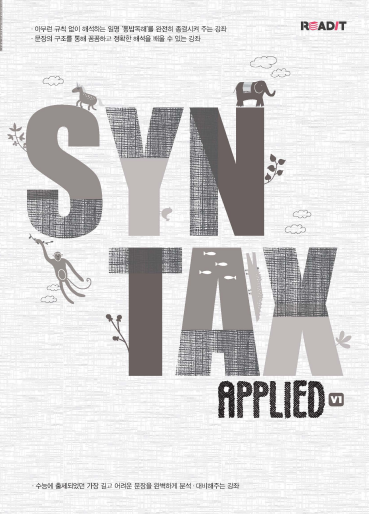 · 아무런 규칙 없이 해석하는 일명 '통밥독해'를 완전히 종결시켜 주는 강좌
· 문장의 구조를 통해 꼼꼼하고 정확한 해석을 배울 수 있는 강좌
READIT
SYN
TAX
APPLIED V1
· 수능에 출제되었던 가장 길고 어려운 문장을 완벽하게 분석·대비해주는 강좌